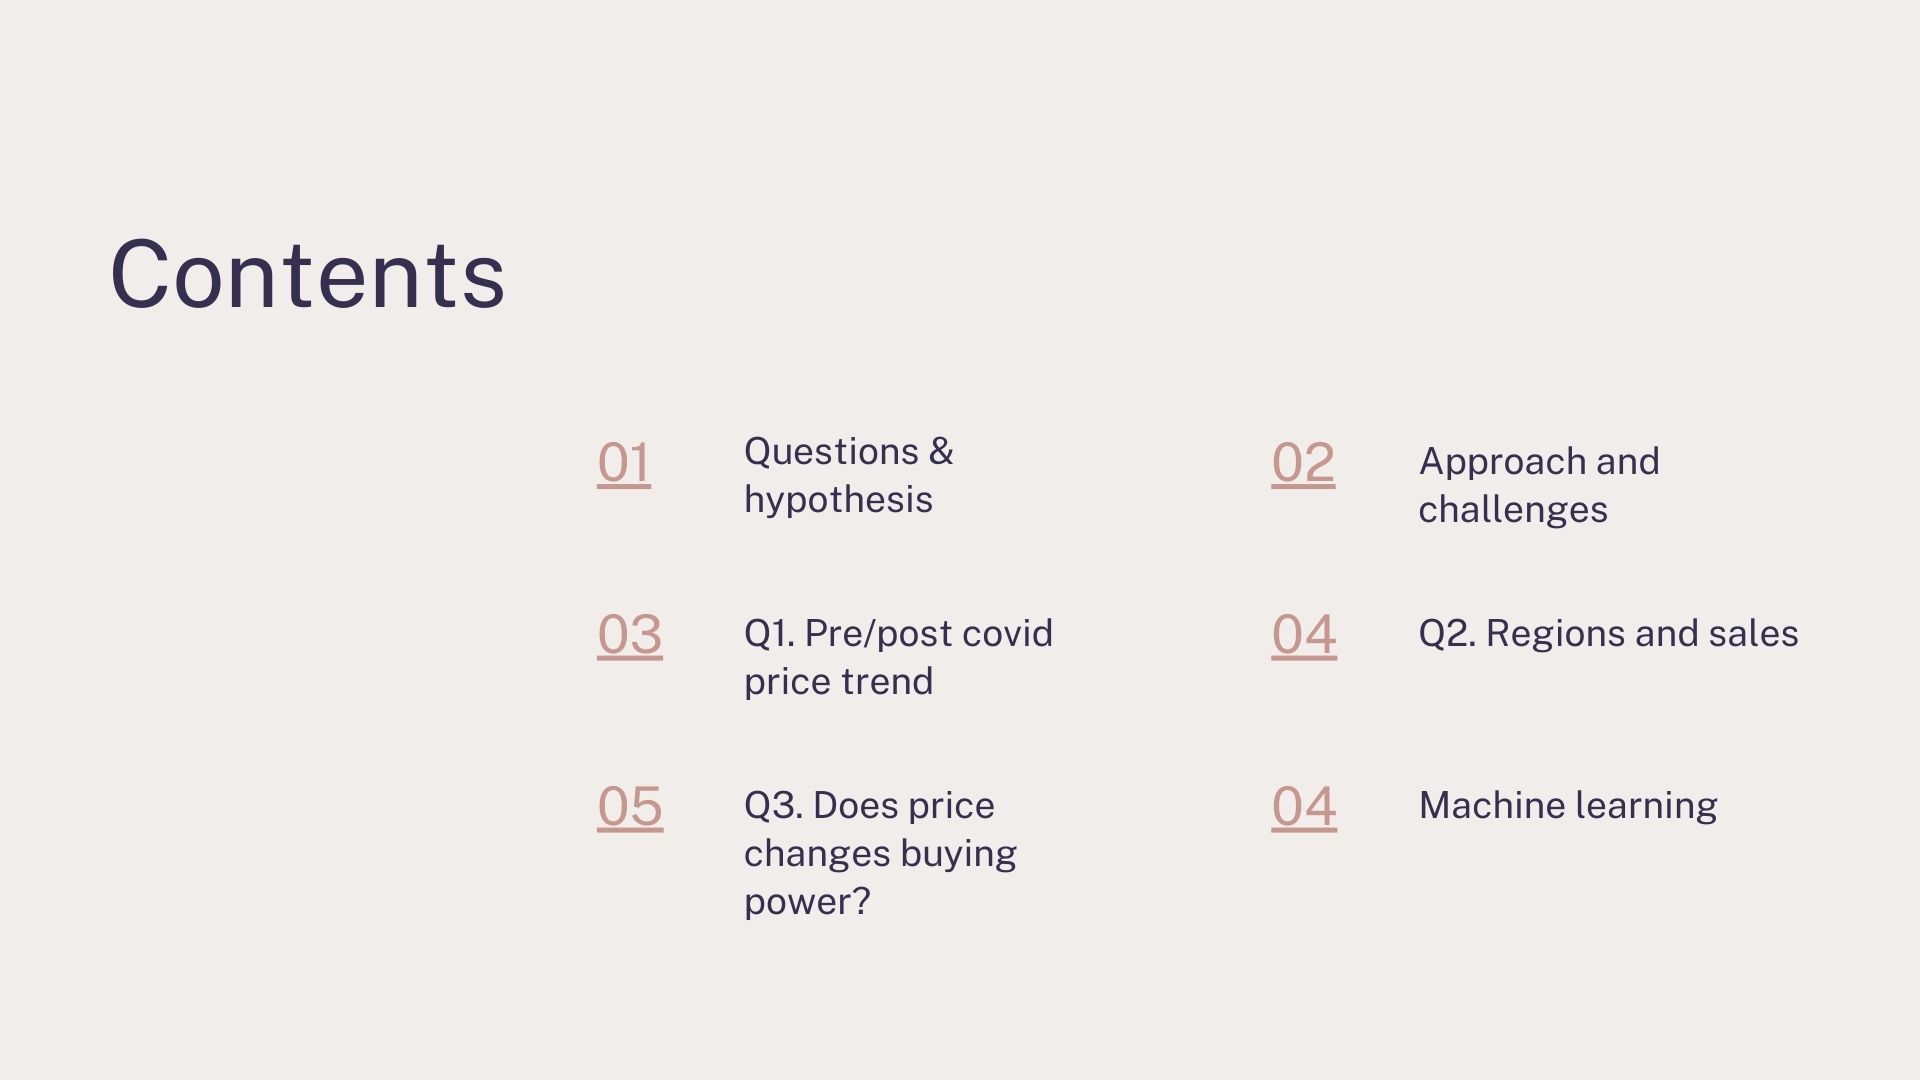 Contents
01
Questions &
hypothesis
02
Approach and
challenges
03
Q1. Pre/post covid
price trend
04
Q2. Regions and sales
05
Q3. Does price
changes buying
power?
04
Machine learning